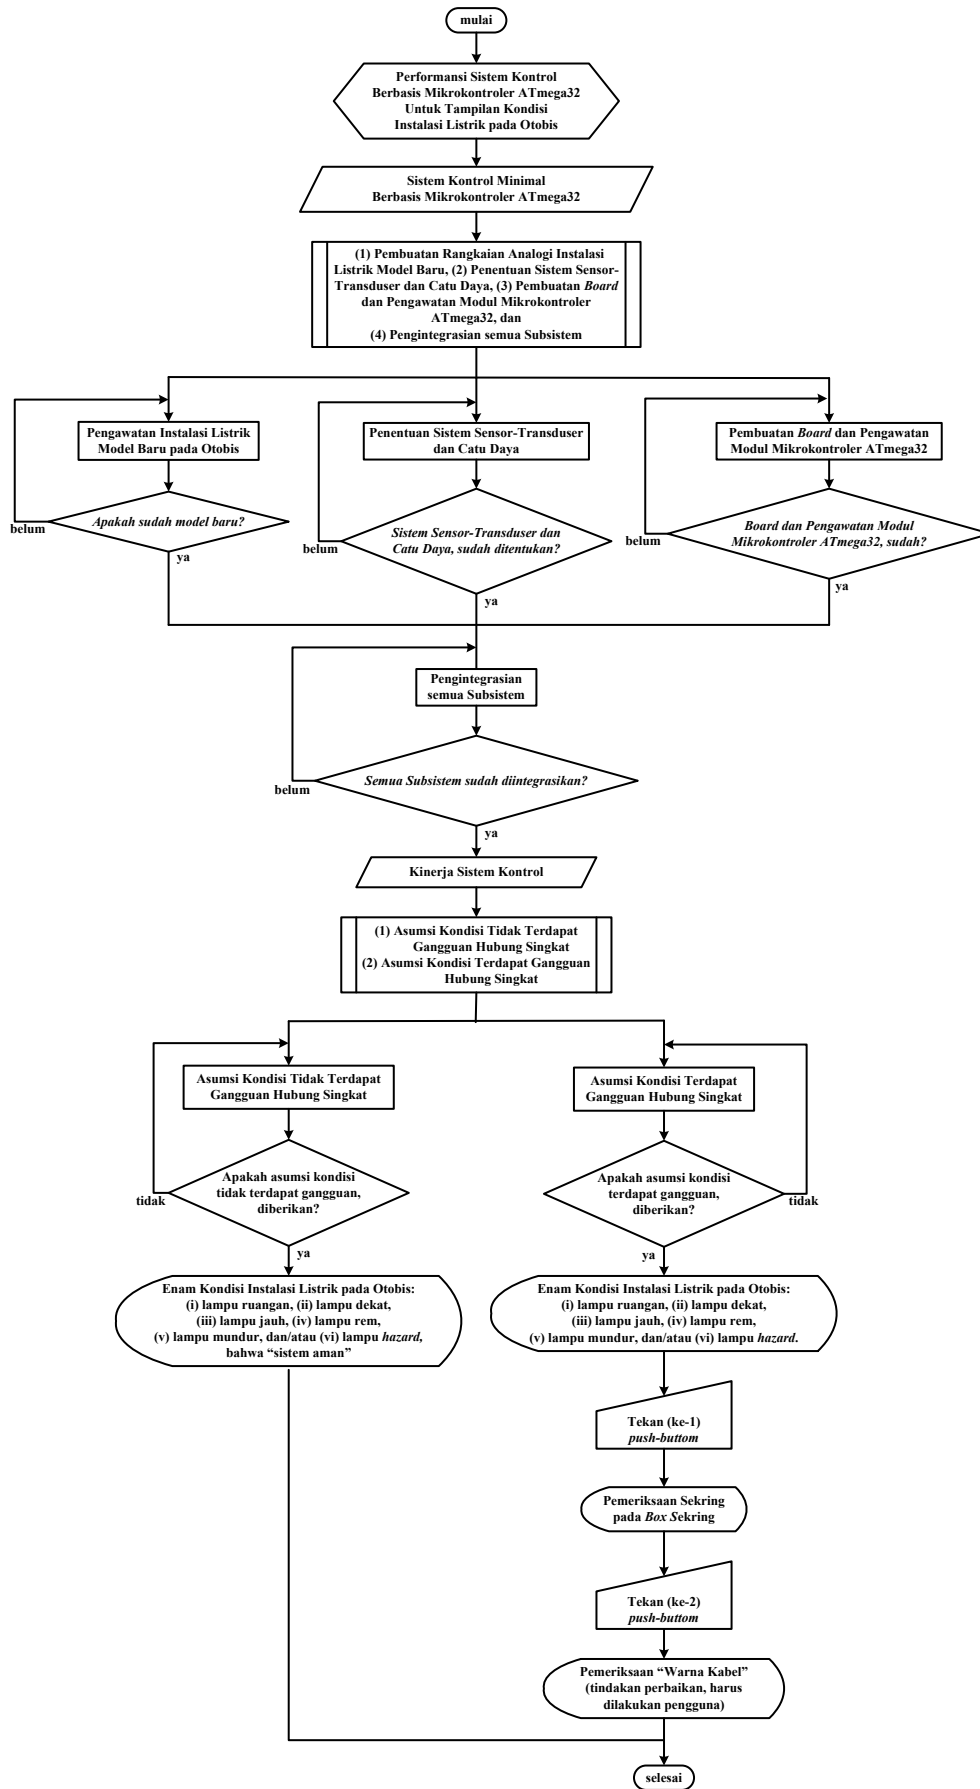 mulai
Performansi Sistem Kontrol
Berbasis Mikrokontroler ATmega32
Untuk Tampilan Kondisi
Instalasi Listrik pada Otobis
Sistem Kontrol Minimal
Berbasis Mikrokontroler ATmega32
(1) Pembuatan Rangkaian Analogi Instalasi
Listrik Model Baru, (2) Penentuan Sistem Sensor-
Transduser dan Catu Daya, (3) Pembuatan Board
dan Pengawatan Modul Mikrokontroler
ATmega32, dan
(4) Pengintegrasian semua Subsistem
Pengawatan Instalasi Listrik
Model Baru pada Otobis
Apakah sudah model baru?
belum
ya
Penentuan Sistem Sensor-Transduser
dan Catu Daya
Sistem Sensor-Transduser dan
Catu Daya, sudah ditentukan?
belum
ya
Pembuatan Board dan Pengawatan
Modul Mikrokontroler ATmega32
Board dan Pengawatan Modul
Mikrokontroler ATmega32, sudah?
belum
ya
Pengintegrasian
semua Subsistem
Semua Subsistem sudah diintegrasikan?
belum
ya
Kinerja Sistem Kontrol
(1) Asumsi Kondisi Tidak Terdapat
Gangguan Hubung Singkat
(2) Asumsi Kondisi Terdapat Gangguan
Hubung Singkat
Asumsi Kondisi Tidak Terdapat
Gangguan Hubung Singkat
Apakah asumsi kondisi
tidak terdapat gangguan,
diberikan?
tidak
ya
Enam Kondisi Instalasi Listrik pada Otobis:
(i) lampu ruangan, (ii) lampu dekat,
(iii) lampu jauh, (iv) lampu rem,
(v) lampu mundur, dan/atau (vi) lampu hazard,
bahwa “sistem aman”
Asumsi Kondisi Terdapat
Gangguan Hubung Singkat
Apakah asumsi kondisi
terdapat gangguan,
diberikan?
tidak
ya
Enam Kondisi Instalasi Listrik pada Otobis:
(i) lampu ruangan, (ii) lampu dekat,
(iii) lampu jauh, (iv) lampu rem,
(v) lampu mundur, dan/atau (vi) lampu hazard.
Tekan (ke-1)
push-buttom
Pemeriksaan Sekring
pada Box Sekring
Tekan (ke-2)
push-buttom
Pemeriksaan “Warna Kabel”
(tindakan perbaikan, harus
dilakukan pengguna)
selesai